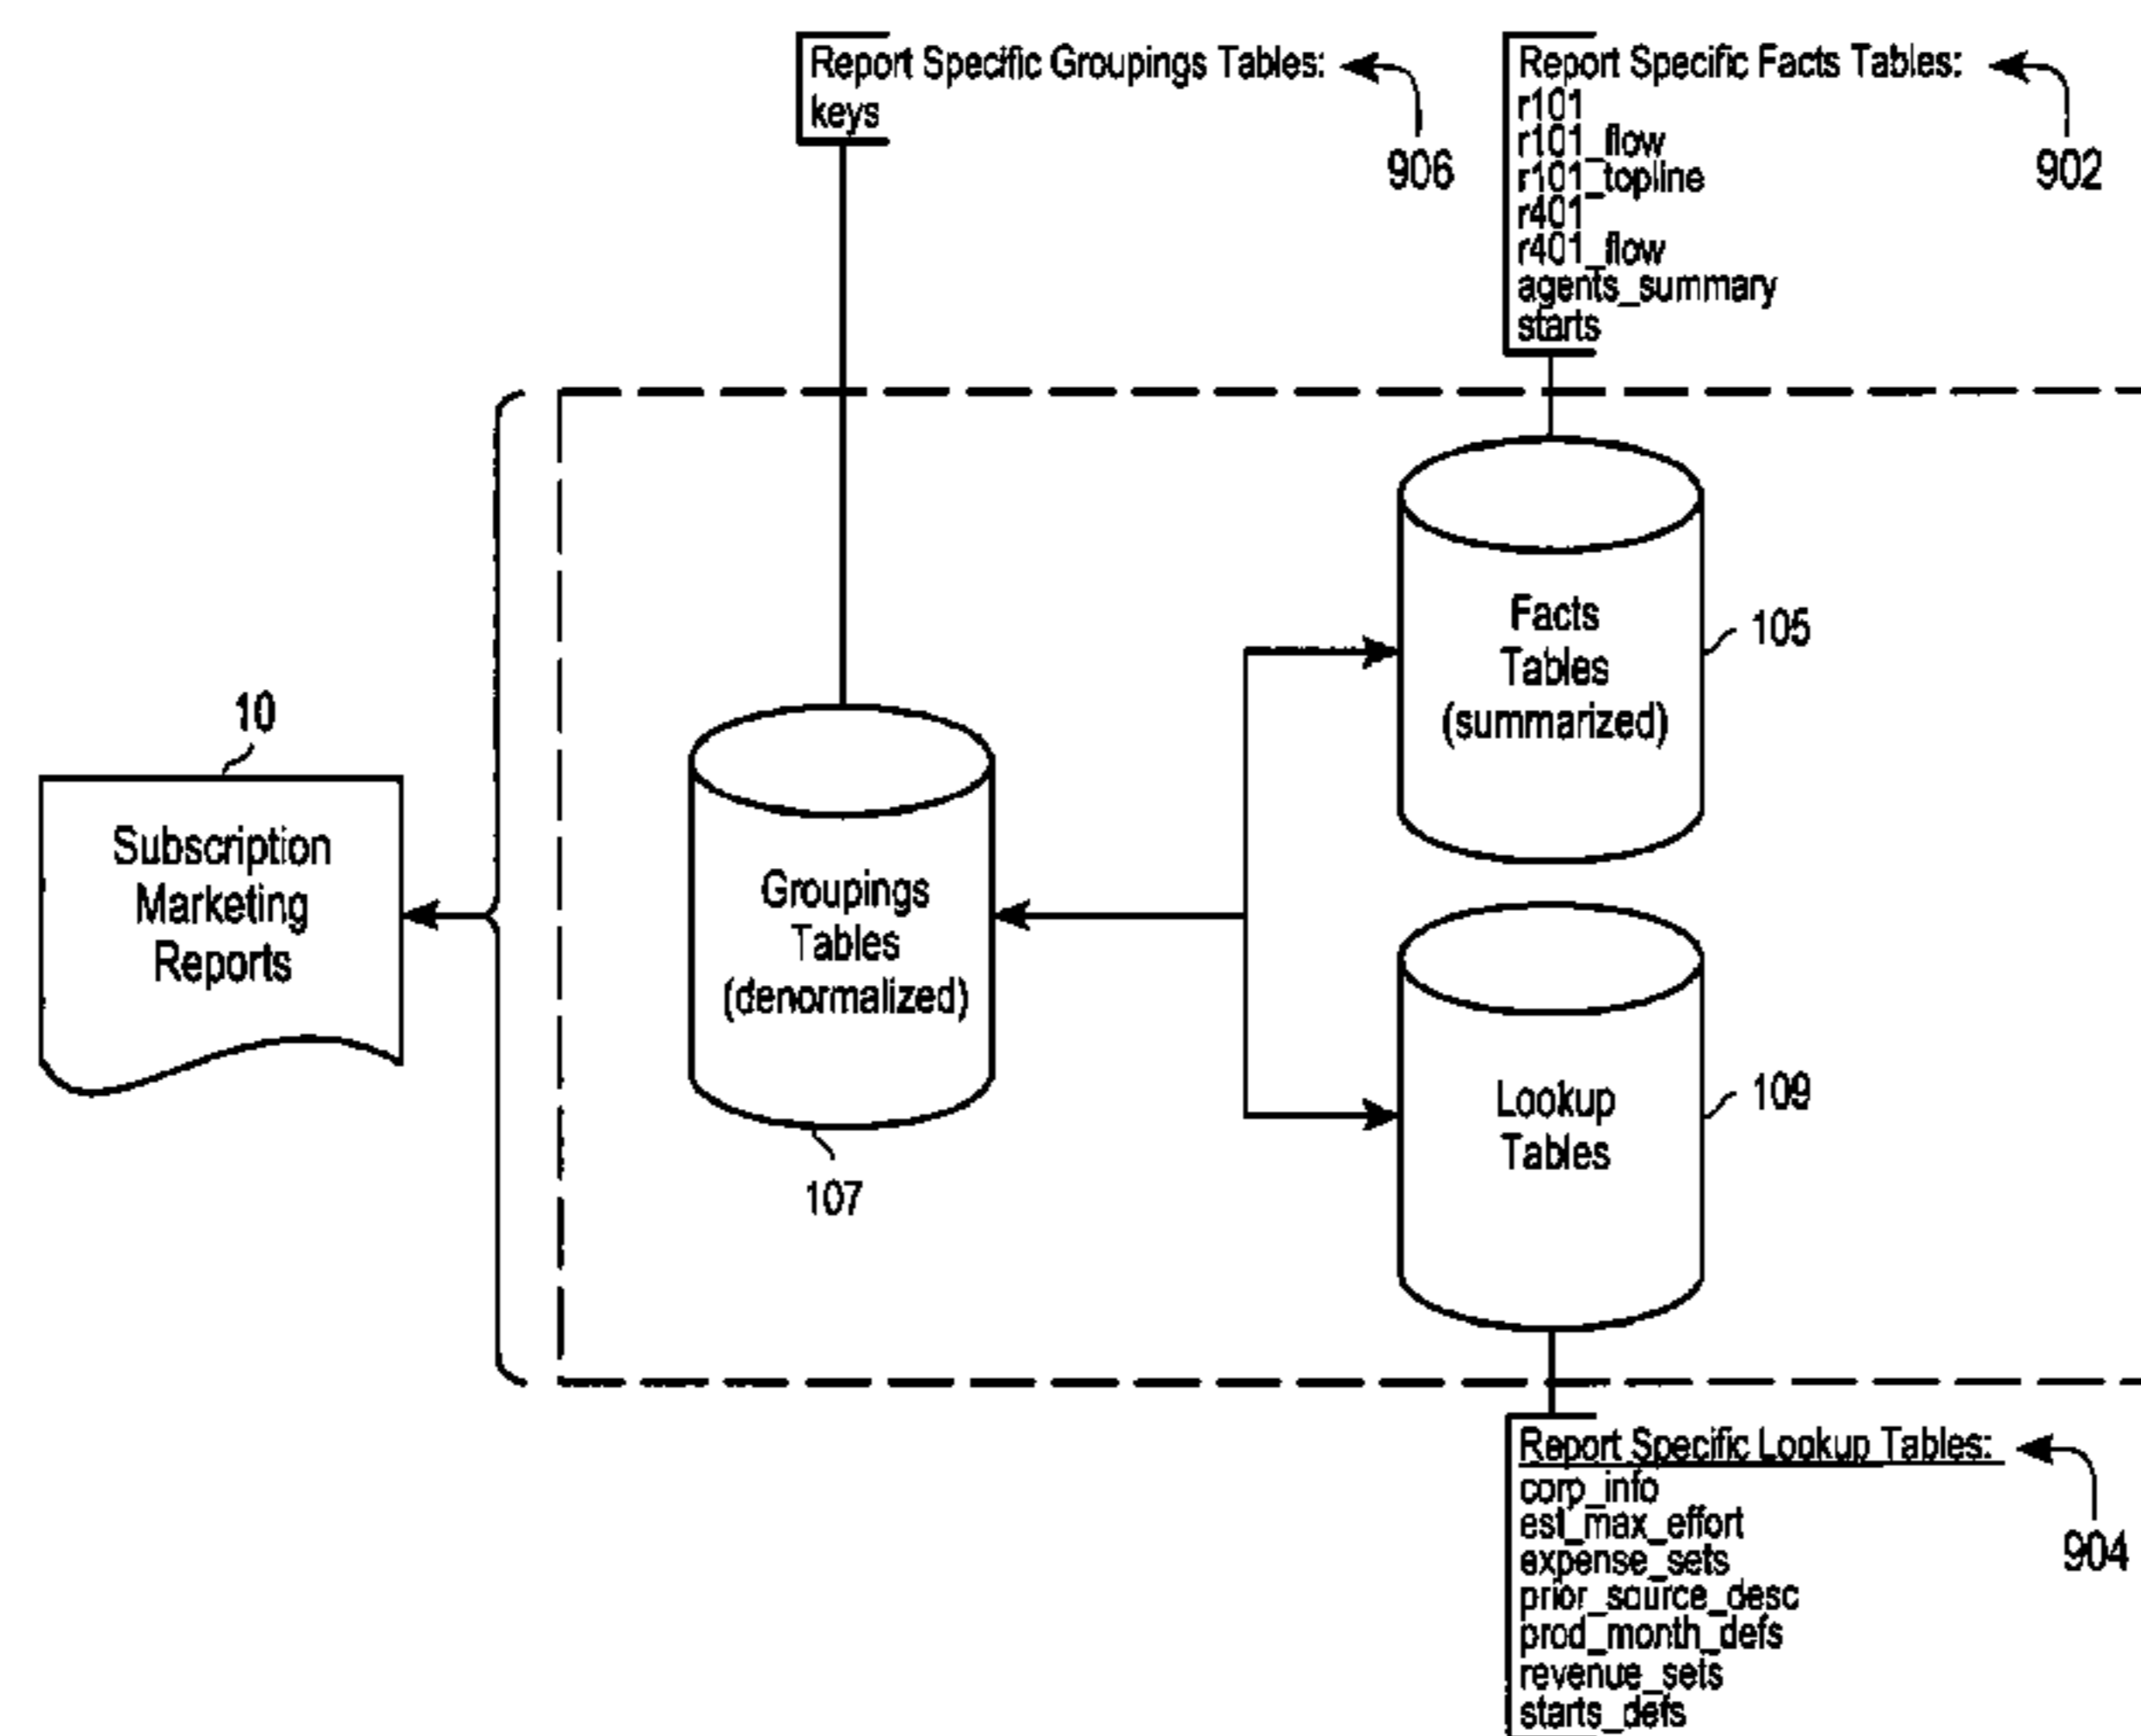 Report Specific Groupings Tables:
keys
906
Report Specific Facts Tables:
r101
r101_flow
r101_topline
r401
r401_flow
agents_summary
starts
902
10
Subscription
Marketing
Reports
Groupings
Tables
(denormalized)
107
Facts
Tables
(summarized)
105
Lookup
Tables
109
Report Specific Lookup Tables:
corp_info
est_max_effort
expense_sets
prior_source_desc
prod_month_defs
revenue_sets
starts_defs
904